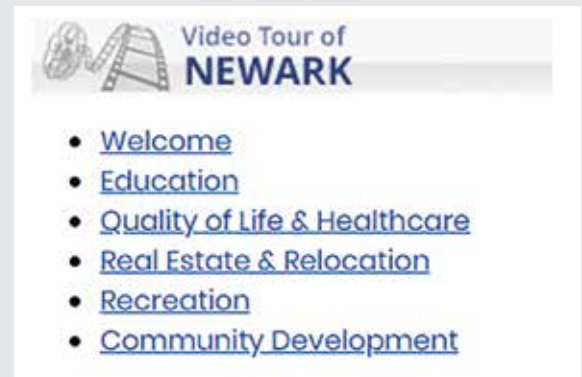 Video Tour of
NEWARK
Welcome
Education
Quality of Life & Healthcare
Real Estate & Relocation
Recreation
Community Development